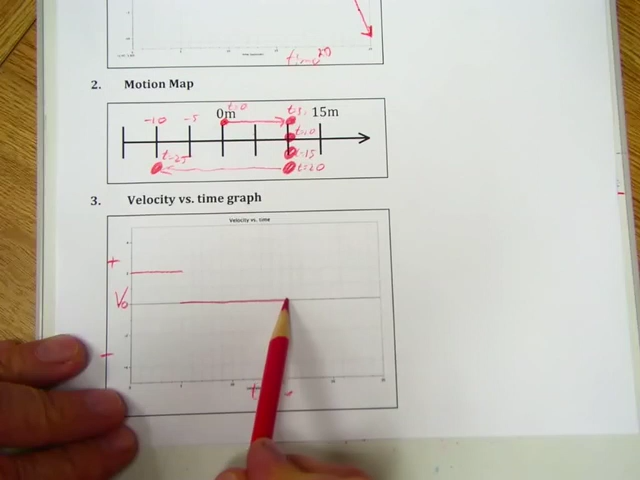 time
2. Motion Map
t=0
t=5
-10 -5 0m 15m
t=10
t=15
t=25 t=20
3. Velocity vs. time graph
Velocity vs. time
+
V0
-